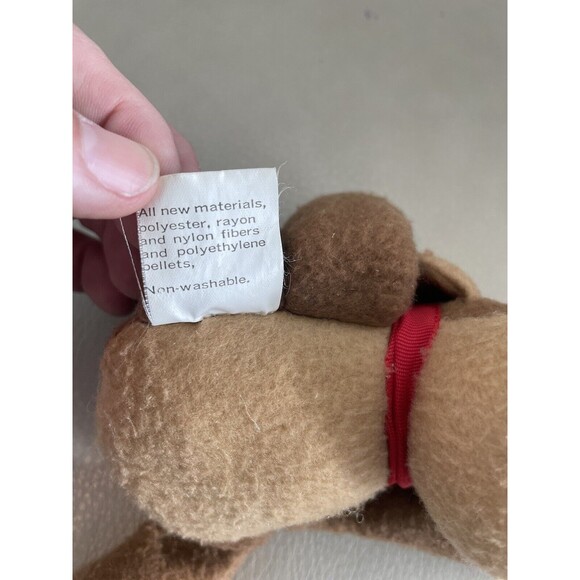 All new materials,
polyester, rayon
and nylon fibers
and polyethylene
pellets,
Non-washable.